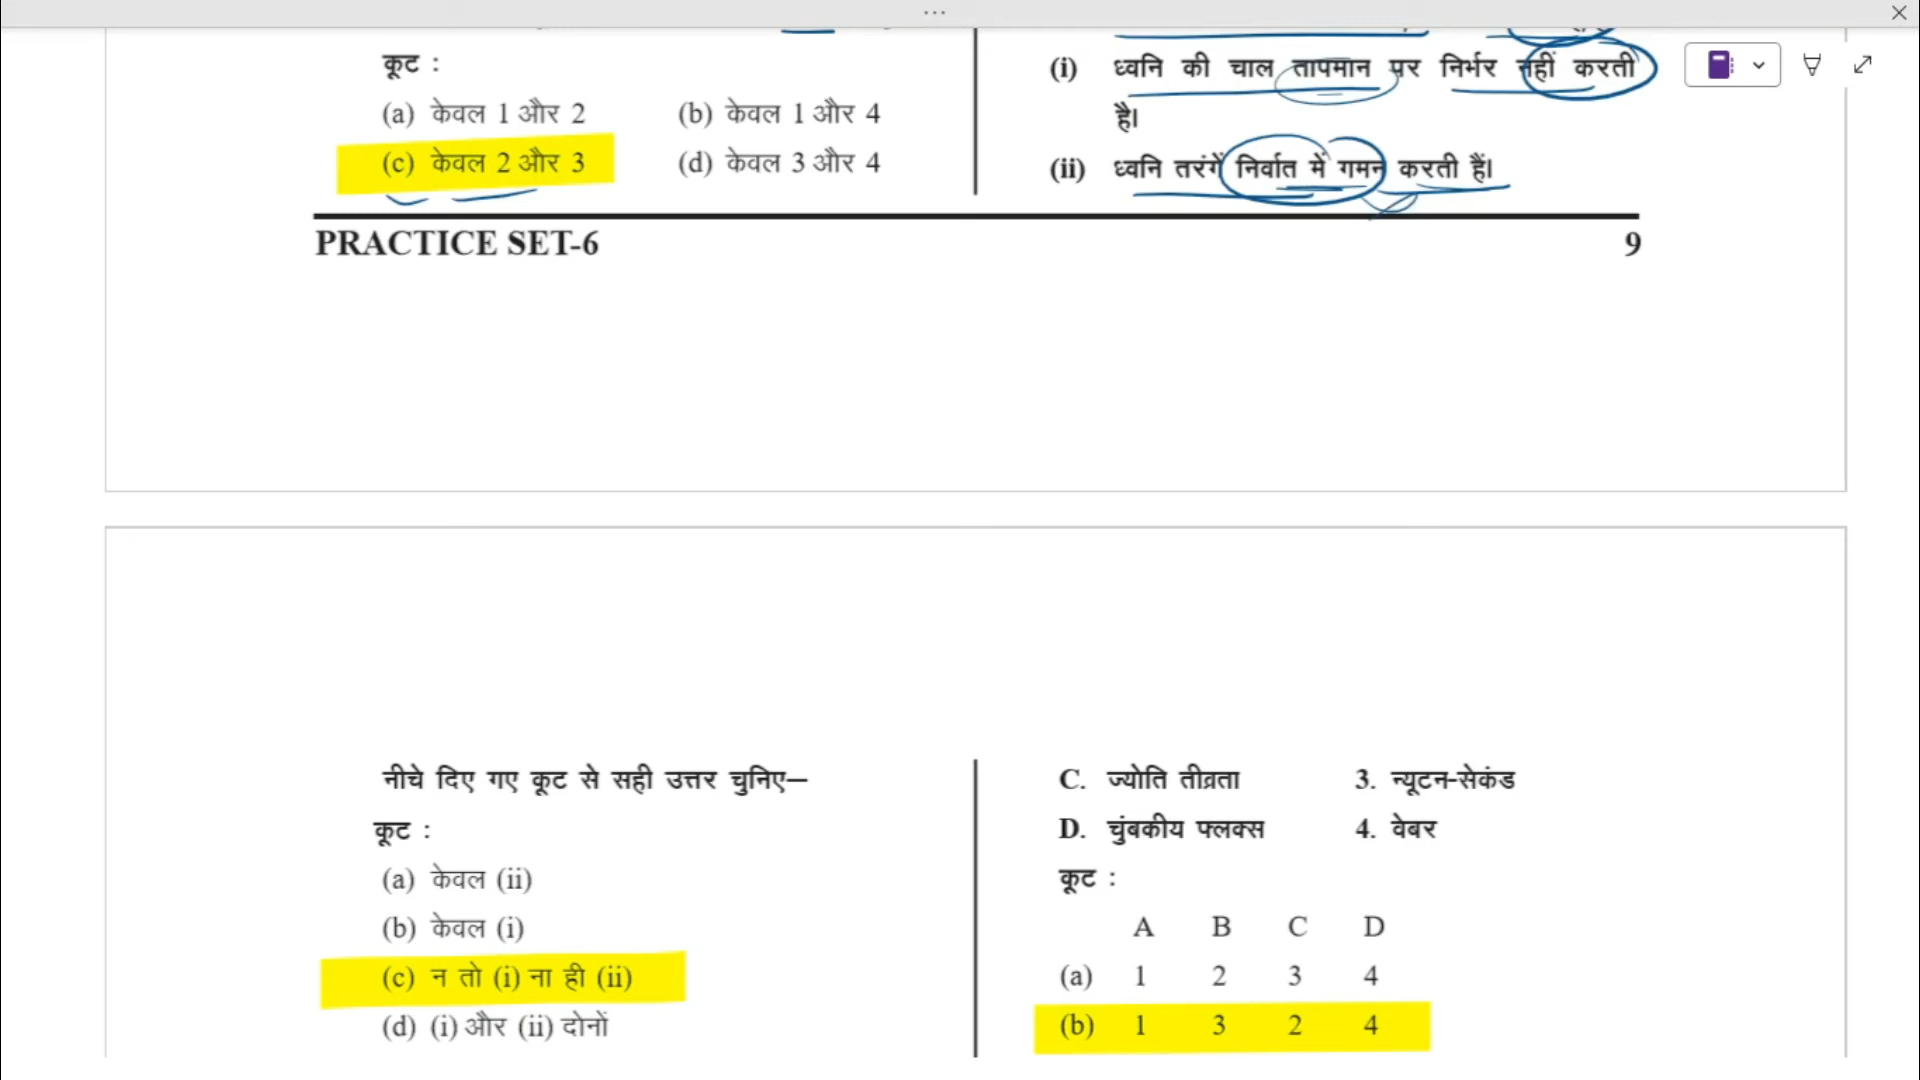 कूट :
(a) केवल 1 और 2 (b) केवल 1 और 4
(c) केवल 2 और 3 (d) केवल 3 और 4
(i) ध्वनि की चाल तापमान पर निर्भर नहीं करती
है।
(ii) ध्वनि तरंगें निर्वात में गमन करती हैं।
PRACTICE SET-6 9
नीचे दिए गए कूट से सही उत्तर चुनिए–
कूट :
(a) केवल (ii)
(b) केवल (i)
(c) न तो (i) ना ही (ii)
(d) (i) और (ii) दोनों
C. ज्योति तीव्रता 3. न्यूटन-सेकंड
D. चुंबकीय फ्लक्स 4. वेबर
कूट :
A B C D
(a) 1 2 3 4
(b) 1 3 2 4